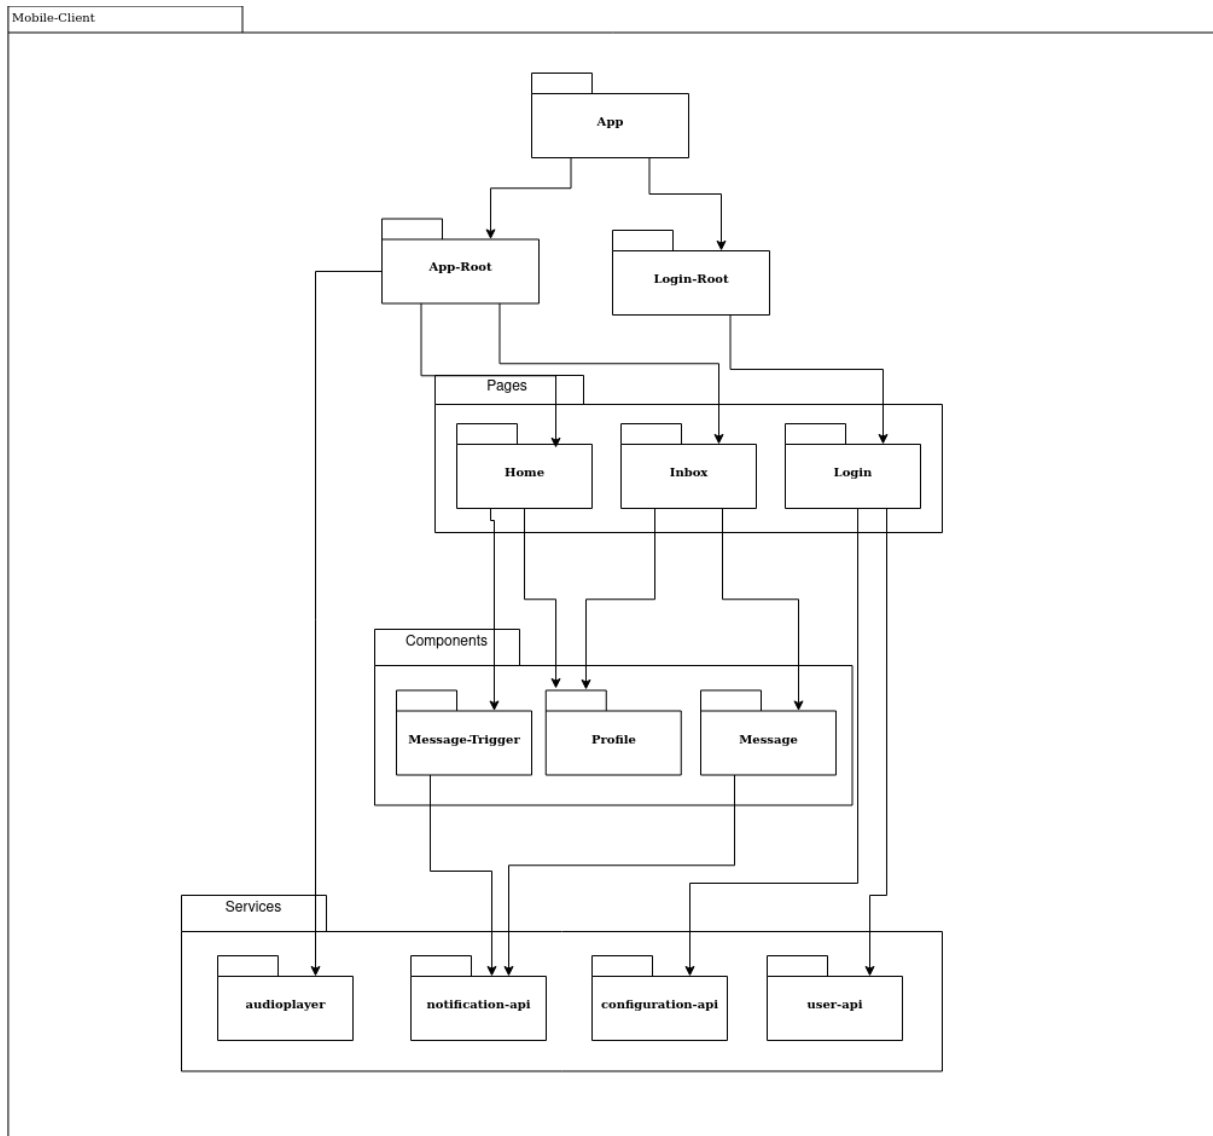 Mobile-Client
App
App-Root
Login-Root
Pages
Home
Inbox
Login
Components
Message-Trigger
Profile
Message
Services
audioplayer
notification-api
configuration-api
user-api